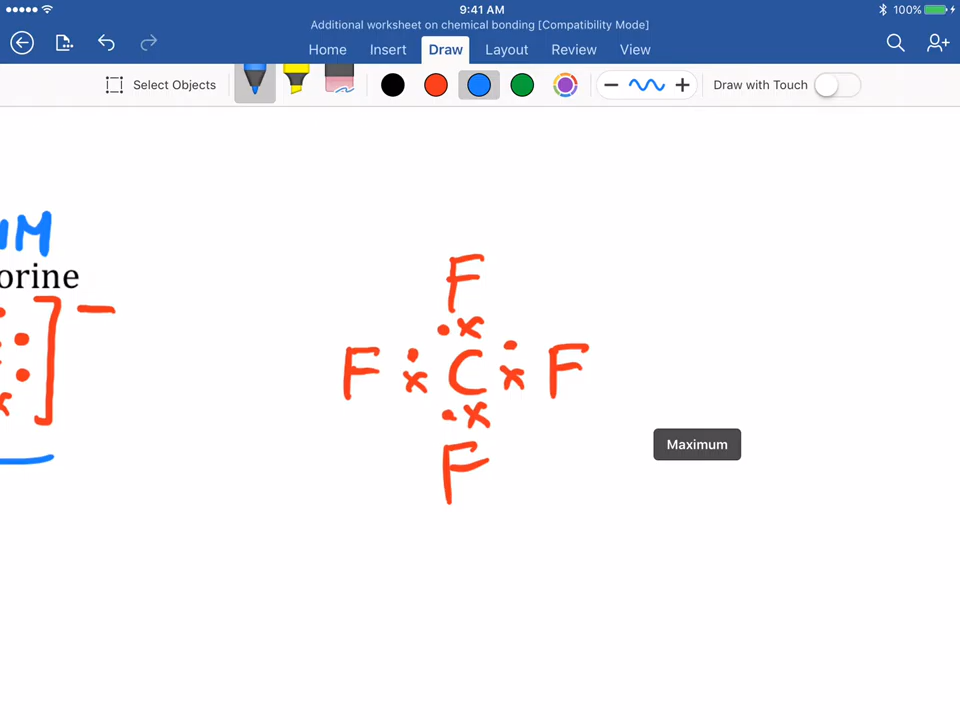 9:41 AM
100%
Additional worksheet on chemical bonding [Compatibility Mode]
Home Insert Draw Layout Review View
Select Objects
Draw with Touch
orine
F
F C F
F
Maximum